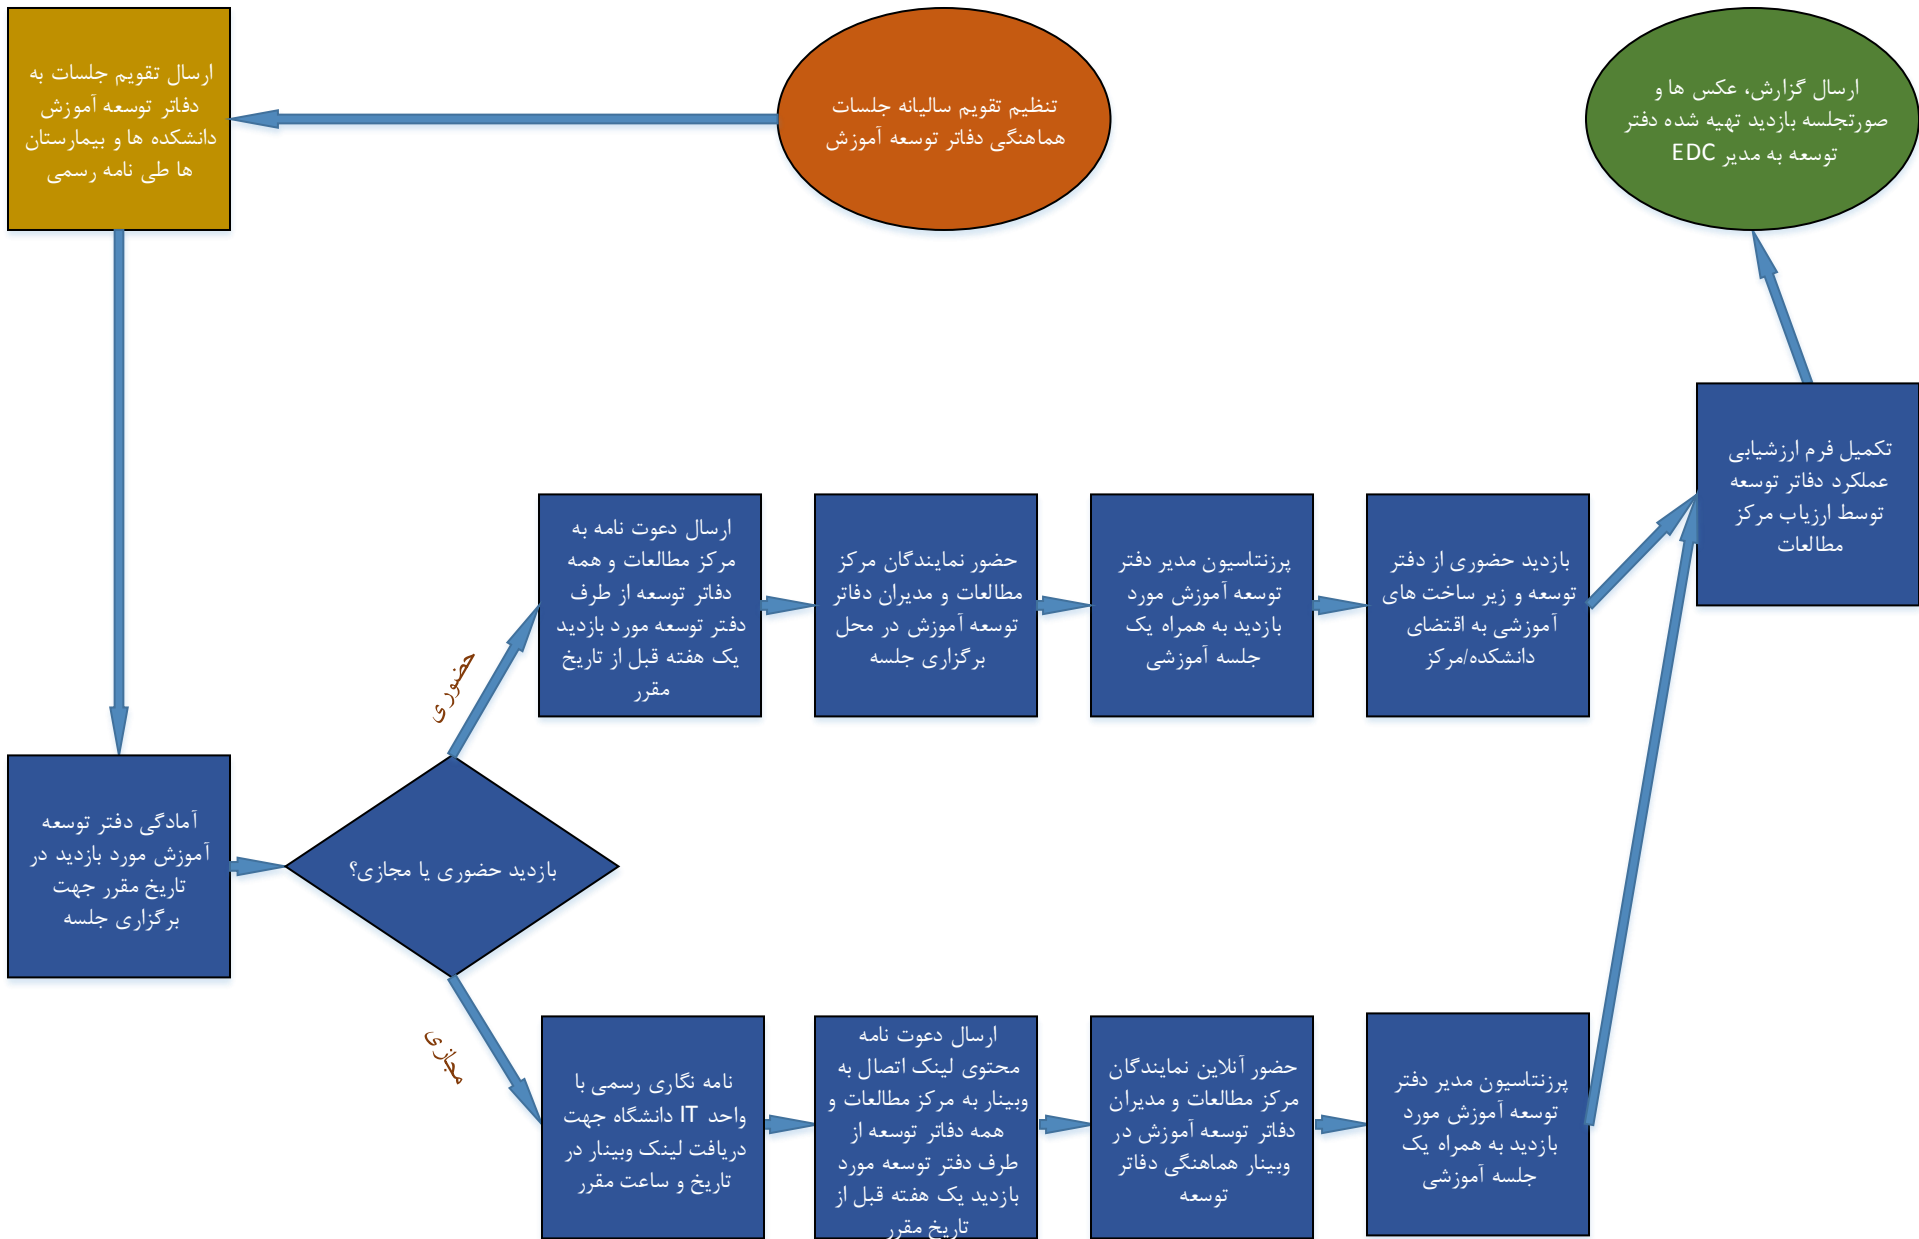 تنظیم تقویم سالیانه جلسات
هماهنگی دفاتر توسعه آموزش
ارسال تقویم جلسات به
دفاتر توسعه آموزش
دانشکده ها و بیمارستان
ها طی نامه رسمی
آمادگی دفتر توسعه
آموزش مورد بازدید در
تاریخ مقرر جهت
برگزاری جلسه
بازدید حضوری یا مجازی؟
حضوری
ارسال دعوت نامه به
مرکز مطالعات و همه
دفاتر توسعه از طرف
دفتر توسعه مورد بازدید
یک هفته قبل از تاریخ
مقرر
حضور نمایندگان مرکز
مطالعات و مدیران دفاتر
توسعه آموزش در محل
برگزاری جلسه
پرزنتاسیون مدیر دفتر
توسعه آموزش مورد
بازدید به همراه یک
جلسه آموزشی
بازدید حضوری از دفتر
توسعه و زیر ساخت های
آموزشی به اقتضای
دانشکده/مرکز
مجازی
نامه نگاری رسمی با
واحد IT دانشگاه جهت
دریافت لینک وبینار در
تاریخ و ساعت مقرر
ارسال دعوت نامه
محتوی لینک اتصال به
وبینار به مرکز مطالعات و
همه دفاتر توسعه از
طرف دفتر توسعه مورد
بازدید یک هفته قبل از
تاریخ مقرر
حضور آنلاین نمایندگان
مرکز مطالعات و مدیران
دفاتر توسعه آموزش در
وبینار هماهنگی دفاتر
توسعه
پرزنتاسیون مدیر دفتر
توسعه آموزش مورد
بازدید به همراه یک
جلسه آموزشی
تکمیل فرم ارزشیابی
عملکرد دفاتر توسعه
توسط ارزیاب مرکز
مطالعات
ارسال گزارش، عکس ها و
صورتجلسه بازدید تهیه شده دفتر
توسعه به مدیر EDC